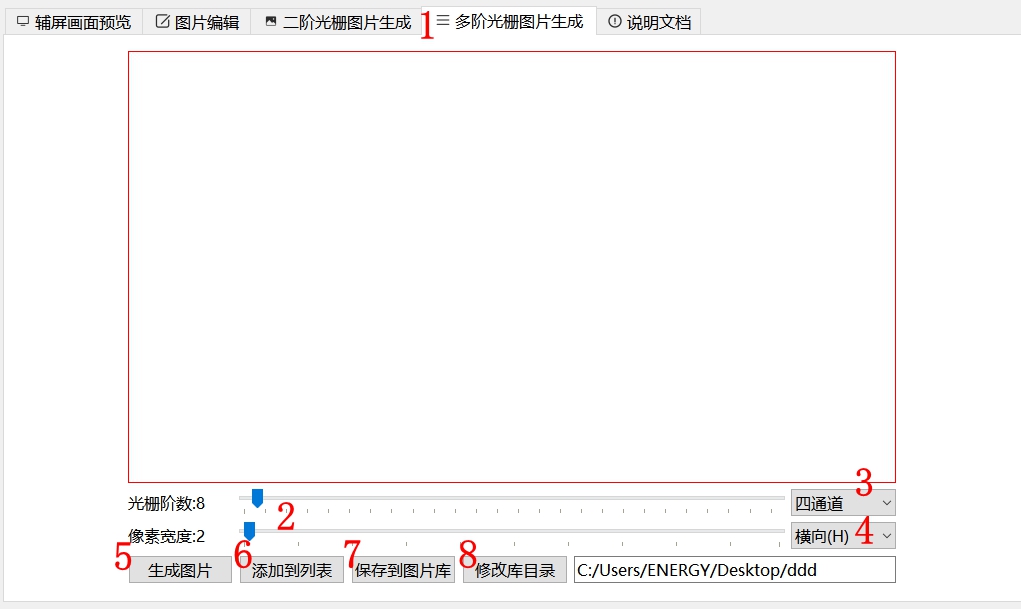 辅屏画面预览 图片编辑 二阶光栅图片生成 1 多阶光栅图片生成 说明文档
3
光栅阶数:8 四通道
2
像素宽度:2 横向(H) 4
5 6 7 8
生成图片 添加到列表 保存到图片库 修改库目录 C:/Users/ENERGY/Desktop/ddd